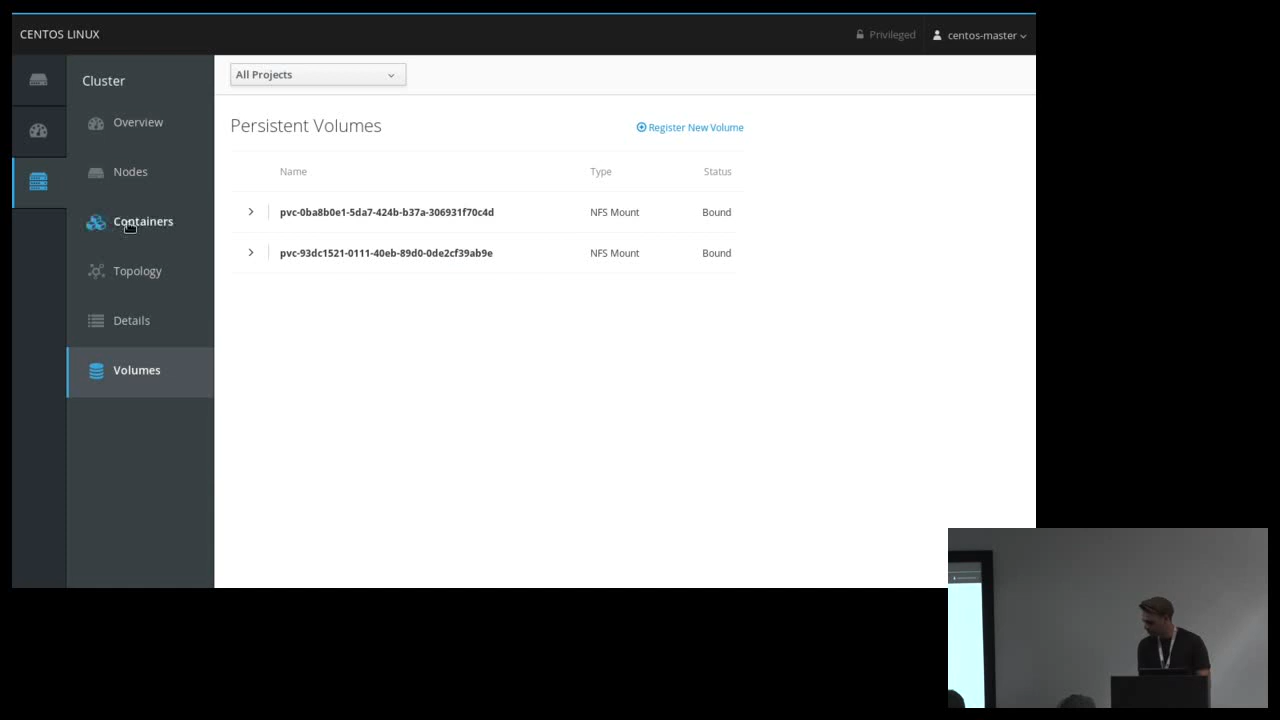 CENTOS LINUX
Privileged
centos-master
Cluster
All Projects
Overview
Nodes
Containers
Topology
Details
Volumes
Persistent Volumes
Register New Volume
Name Type Status
pvc-0ba8b0e1-5da7-424b-b37a-306931f70c4d NFS Mount Bound
pvc-93dc1521-0111-40eb-89d0-0de2cf39ab9e NFS Mount Bound